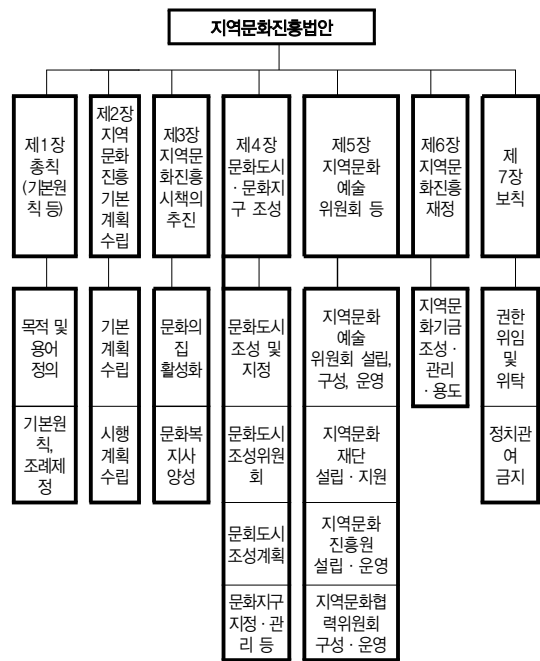 지역문화진흥법안
제1장
총칙
(기본원
칙 등)
제2장
지역
문화
진흥
기본
계획
수립
제3장
지역문
화진흥
시책의
추진
제4장
문화도시
· 문화지
구 조성
제5장
지역문화
예술
위원회 등
제6장
지역문
화진흥
재정
제
7장
보칙
목적 및
용어
정의
기본원
칙,
조례제
정
기본
계획
수립
시행
계획
수립
문화의
집
활성화
문화복
지사
양성
문화도시
조성 및
지정
문화도시
조성위원
회
문회도시
조성계획
문화지구
지정 · 관
리 등
지역문화
예술
위원회 설립,
구성, 운영
지역문화
재단
설립 · 지원
지역문화
진흥원
설립 · 운영
지역문화협
력위원회
구성 · 운영
지역문
화기금
조성 ·
관리
· 용도
권한
위임
및
위탁
정치관
여
금지